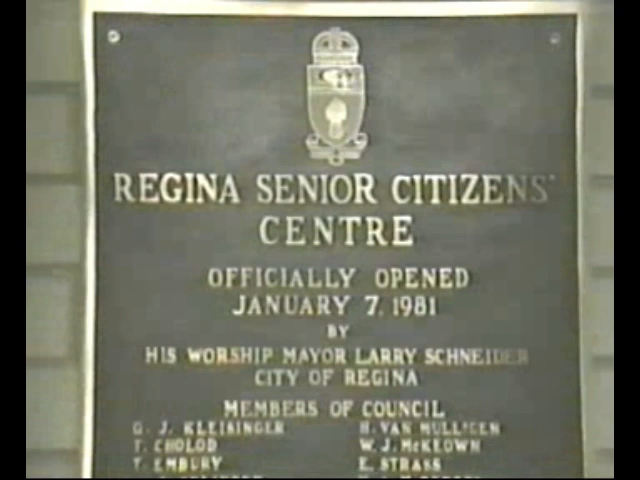 REGINA SENIOR CITIZENS'
CENTRE
OFFICIALLY OPENED
JANUARY 7, 1981
BY
HIS WORSHIP MAYOR LARRY SCHNEIDER
CITY OF REGINA
MEMBERS OF COUNCIL
G. J. KLEISINGER H. VAN MULLIGEN
T. CHOLOD W. J. McKEOWN
T. EMBURY E. STRASS